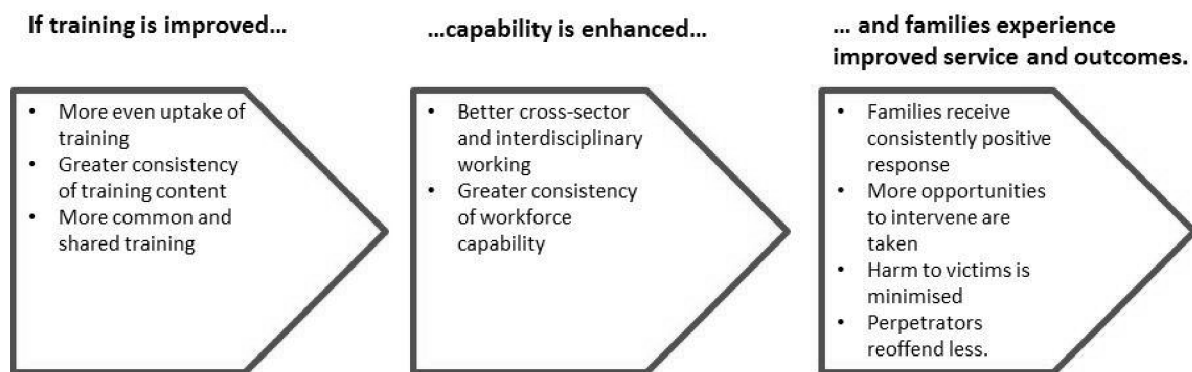 If training is improved…
• More even uptake of
training
• Greater consistency
of training content
• More common and
shared training
…capability is enhanced…
• Better cross-sector
and interdisciplinary
working
• Greater consistency
of workforce
capability
… and families experience
improved service and outcomes.
• Families receive
consistently positive
response
• More opportunities
to intervene are
taken
• Harm to victims is
minimised
• Perpetrators
reoffend less.